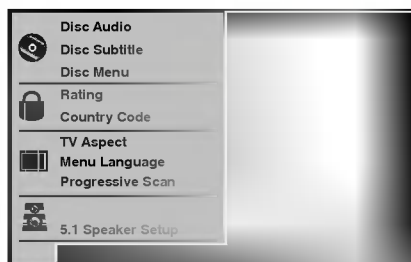 Disc Audio
Disc Subtitle
Disc Menu
Rating
Country Code
TV Aspect
Menu Language
Progressive Scan
5.1 Speaker Setup